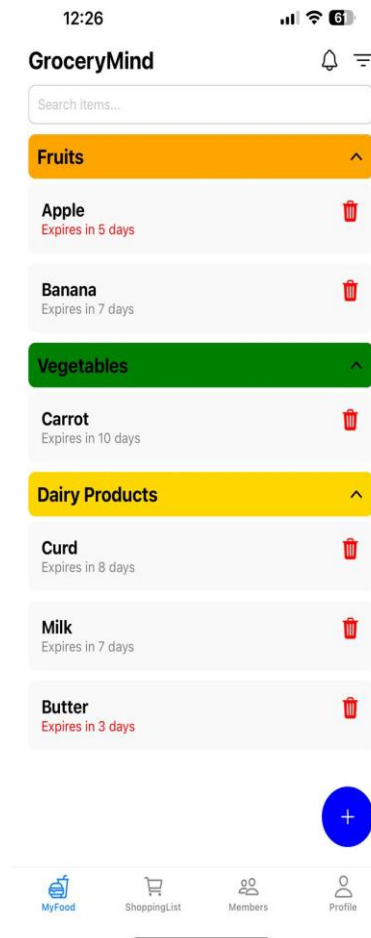 12:26
61
GroceryMind
Search items...
Fruits
Apple
Expires in 5 days
Banana
Expires in 7 days
Vegetables
Carrot
Expires in 10 days
Dairy Products
Curd
Expires in 8 days
Milk
Expires in 7 days
Butter
Expires in 3 days
+
MyFood
ShoppingList
Members
Profile